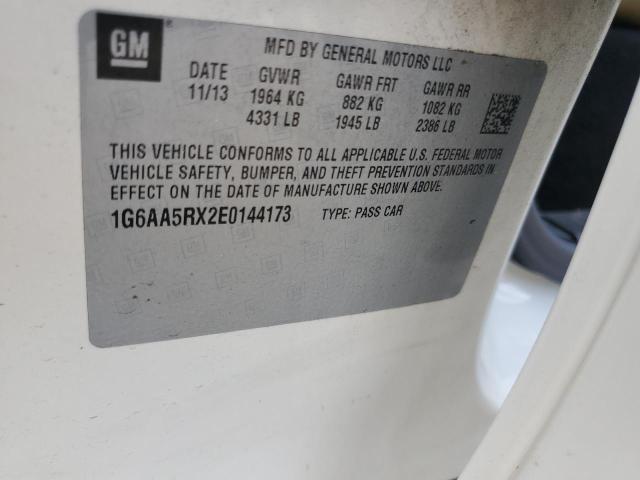 GM
MFD BY GENERAL MOTORS LLC
DATE GVWR GAWR FRT GAWR RR
11/13 1964 KG 882 KG 1082 KG
4331 LB 1945 LB 2386 LB
THIS VEHICLE CONFORMS TO ALL APPLICABLE U.S. FEDERAL MOTOR
VEHICLE SAFETY, BUMPER, AND THEFT PREVENTION STANDARDS IN
EFFECT ON THE DATE OF MANUFACTURE SHOWN ABOVE.
1G6AA5RX2E0144173 TYPE: PASS CAR